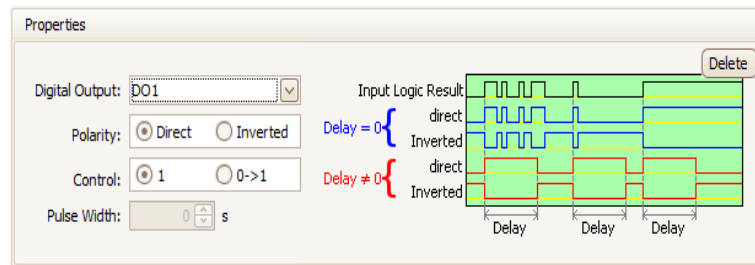 Properties
Delete
Digital Output: DO1
Polarity: Direct Inverted
Control: 1 0->1
Pulse Width: 0 s
Input Logic Result
Delay = 0 { direct
Inverted
Delay ≠ 0 { direct
Inverted
Delay Delay Delay